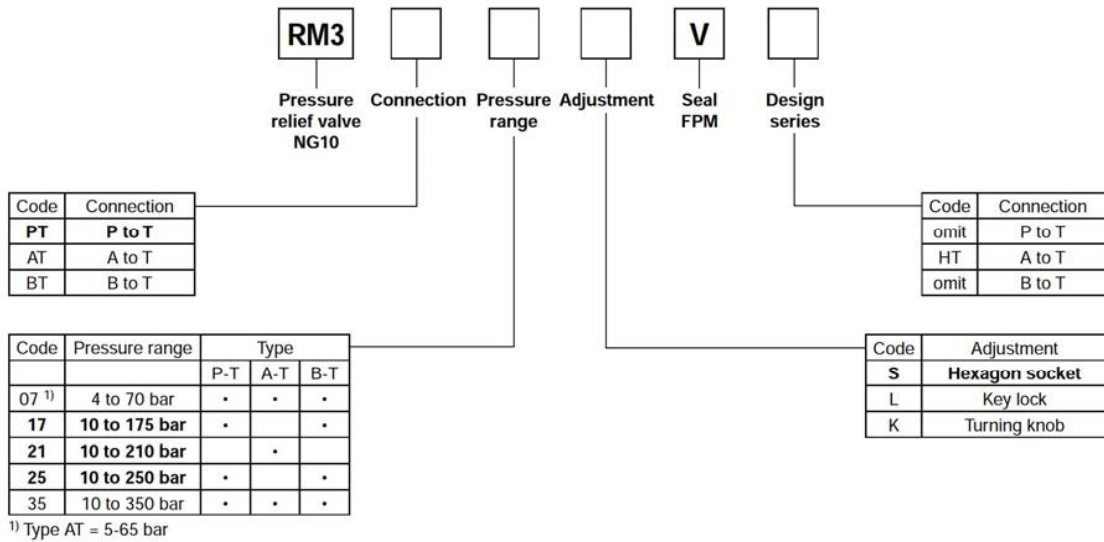 RM3 V
Pressure relief valve NG10
Connection
Pressure range
Adjustment
Seal FPM
Design series
Code Connection
PT P to T
AT A to T
BT B to T
Code Connection
omit P to T
HT A to T
omit B to T
Code Pressure range Type
P-T A-T B-T
07 1) 4 to 70 bar • • •
17 10 to 175 bar • •
21 10 to 210 bar •
25 10 to 250 bar • •
35 10 to 350 bar • • •
1) Type AT = 5-65 bar
Code Adjustment
S Hexagon socket
L Key lock
K Turning knob